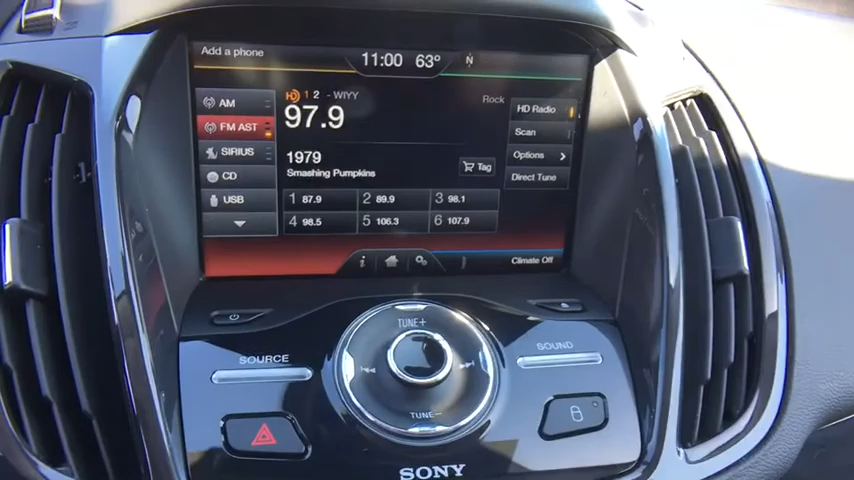 Add a phone
11:00 63° N
AM
FM AST
SIRIUS
CD
USB
HD 1 2 - WIYY
97.9
Rock
1979
Smashing Pumpkins
Tag
HD Radio
Scan
Options
Direct Tune
1 87.9 2 89.9 3 98.1
4 98.5 5 106.3 6 107.9
i
Climate Off
TUNE+
SOURCE
SOUND
TUNE-
SONY